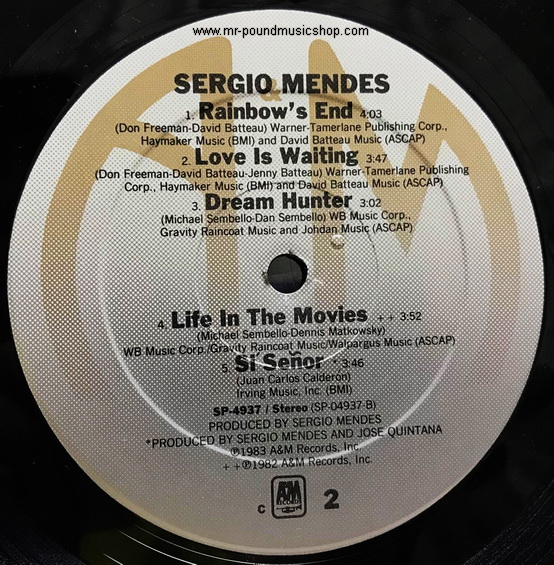 www.mr-poundmusicshop.com
SERGIO MENDES
1. Rainbow's End 4:03
(Don Freeman-David Batteau) Warner-Tamerlane Publishing Corp.,
Haymaker Music (BMI) and David Batteau Music (ASCAP)
2. Love Is Waiting 3:47
(Don Freeman-David Batteau-Jenny Batteau) Warner-Tamerlane Publishing
Corp., Haymaker Music (BMI) and David Batteau Music (ASCAP)
3. Dream Hunter 3:02
(Michael Sembello-Dan Sembello) WB Music Corp.,
Gravity Raincoat Music and Johdan Music (ASCAP)
4. Life In The Movies ++ 3:52
(Michael Sembello-Dennis Matkowsky)
WB Music Corp./Gravity Raincoat Music/Walpargus Music (ASCAP)
5. Si´ Señor * 3:46
(Juan Carlos Calderón)
Irving Music, Inc. (BMI)
SP-4937 / Stereo (SP-04937-B)
PRODUCED BY SERGIO MENDES
*PRODUCED BY SERGIO MENDES AND JOSE QUINTANA
℗1983 A&M Records, Inc.
++℗1982 A&M Records, Inc.
c A&M RECORDS 2